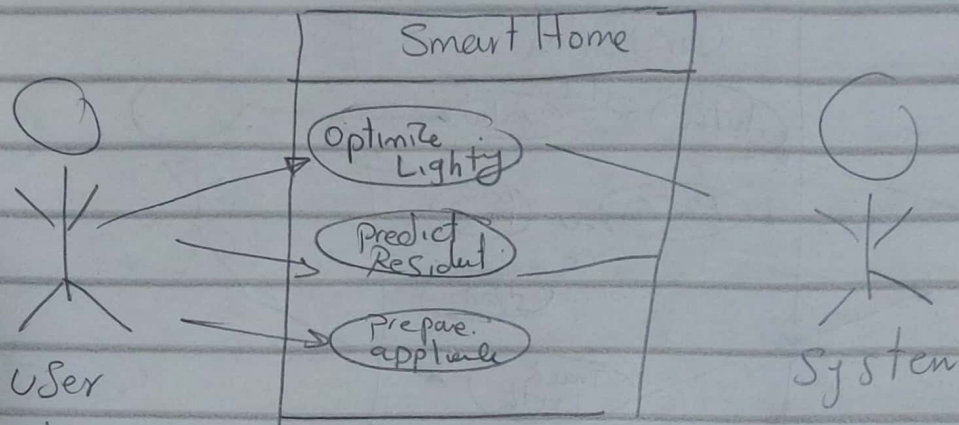 Smart Home
Optimize
Lighty
predict
Resident
prepare.
appliance
user
System